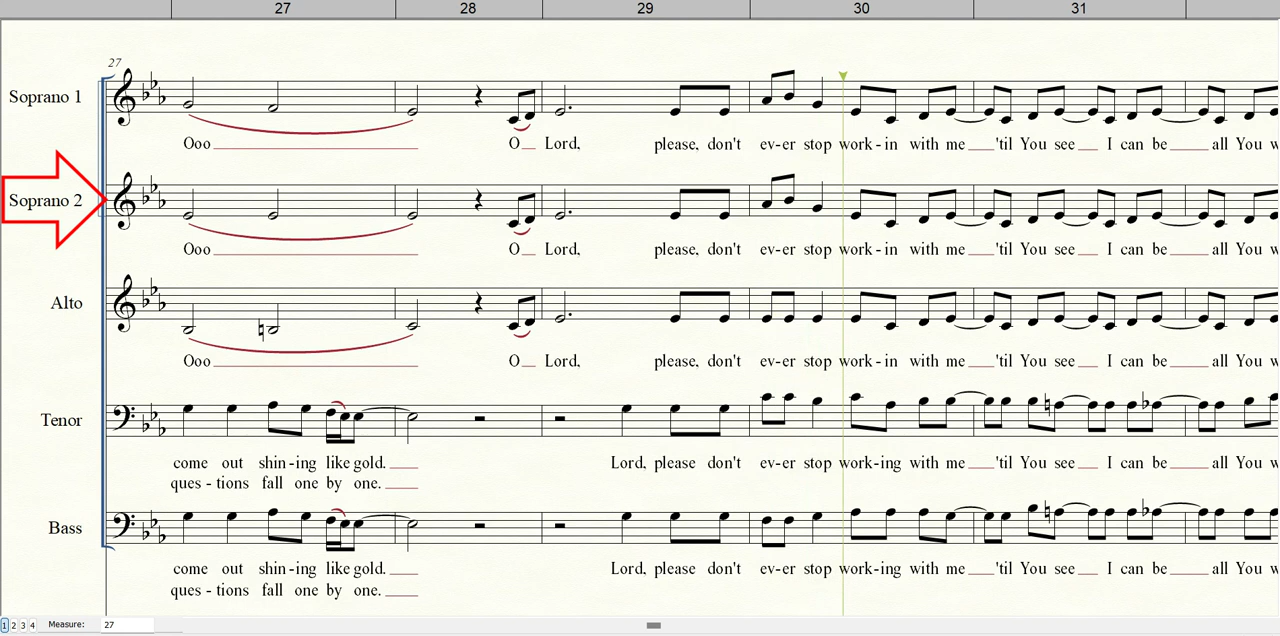 27 28 29 30 31
27
Soprano 1
Ooo O Lord, please, don't ev-er stop work-in with me 'til You see I can be all You w
Soprano 2
Ooo O Lord, please, don't ev-er stop work-in with me 'til You see I can be all You w
Alto
Ooo O Lord, please, don't ev-er stop work-in with me 'til You see I can be all You w
Tenor
come out shin-ing like gold. Lord, please don't ev-er stop work-ing with me 'til You see I can be all You w
ques-tions fall one by one.
Bass
come out shin-ing like gold. Lord, please don't ev-er stop work-ing with me 'til You see I can be all You w
ques-tions fall one by one.
1 2 3 4 Measure: 27